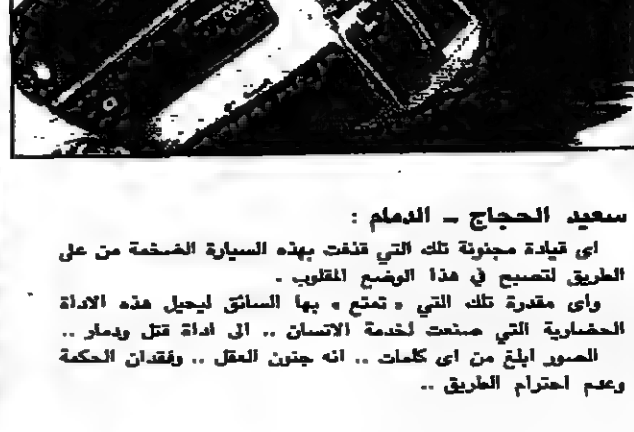 سعيد الحجاج ـ الدمام :
اى قيادة مجنونة تلك التي قذفت بهذه السيارة الضخمة من على
الطريق لتصبح في هذا الوضع المقلوب .
واى مقدرة تلك التي « تمتع » بها السائق ليحيل هذه الاداة
الحضارية التي صنعت لخدمة الانسان .. الى اداة قتل ودمار ..
الصور ابلغ من اى كلمات .. انه جنون العقل .. وفقدان الحكمة
وعدم احترام الطريق ..